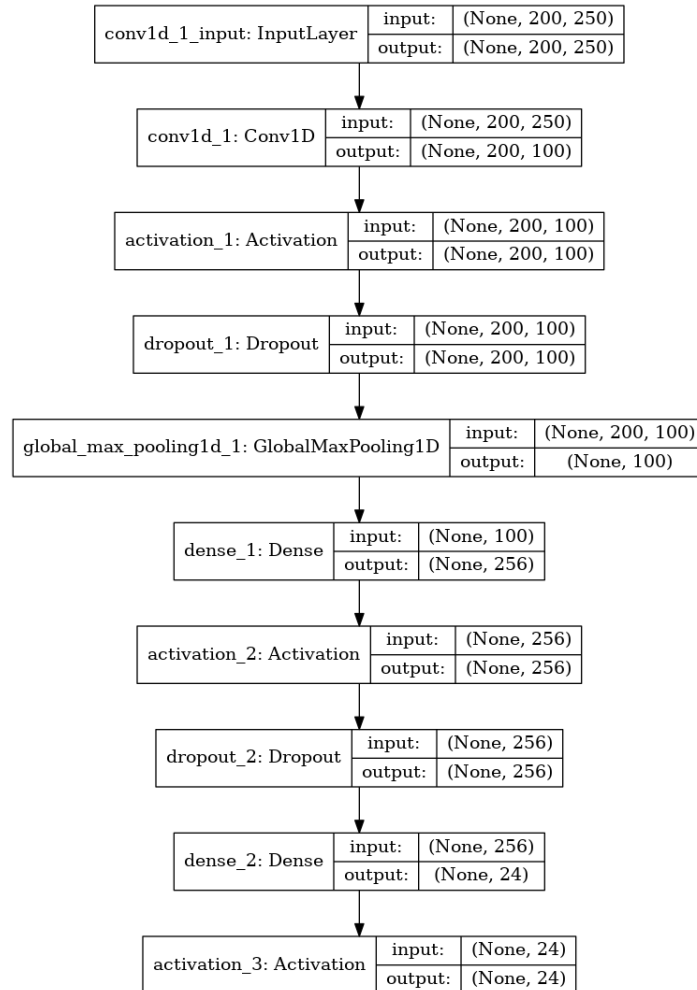 conv1d_1_input: InputLayer
input: (None, 200, 250)
output: (None, 200, 250)
conv1d_1: Conv1D
input: (None, 200, 250)
output: (None, 200, 100)
activation_1: Activation
input: (None, 200, 100)
output: (None, 200, 100)
dropout_1: Dropout
input: (None, 200, 100)
output: (None, 200, 100)
global_max_pooling1d_1: GlobalMaxPooling1D
input: (None, 200, 100)
output: (None, 100)
dense_1: Dense
input: (None, 100)
output: (None, 256)
activation_2: Activation
input: (None, 256)
output: (None, 256)
dropout_2: Dropout
input: (None, 256)
output: (None, 256)
dense_2: Dense
input: (None, 256)
output: (None, 24)
activation_3: Activation
input: (None, 24)
output: (None, 24)